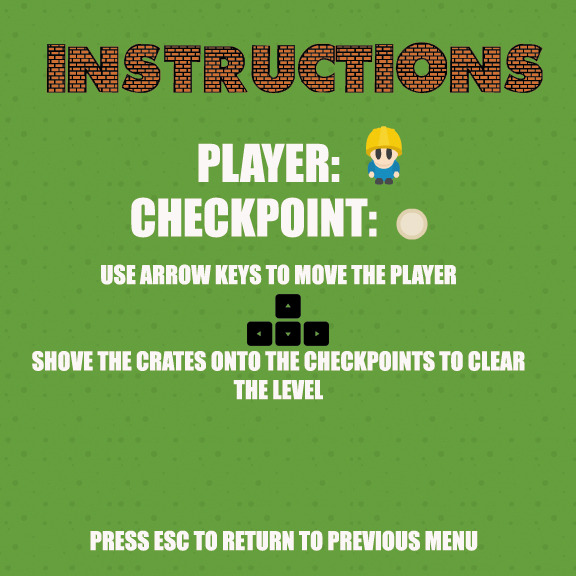 INSTRUCTIONS
PLAYER:
CHECKPOINT:
USE ARROW KEYS TO MOVE THE PLAYER
SHOVE THE CRATES ONTO THE CHECKPOINTS TO CLEAR
THE LEVEL
PRESS ESC TO RETURN TO PREVIOUS MENU